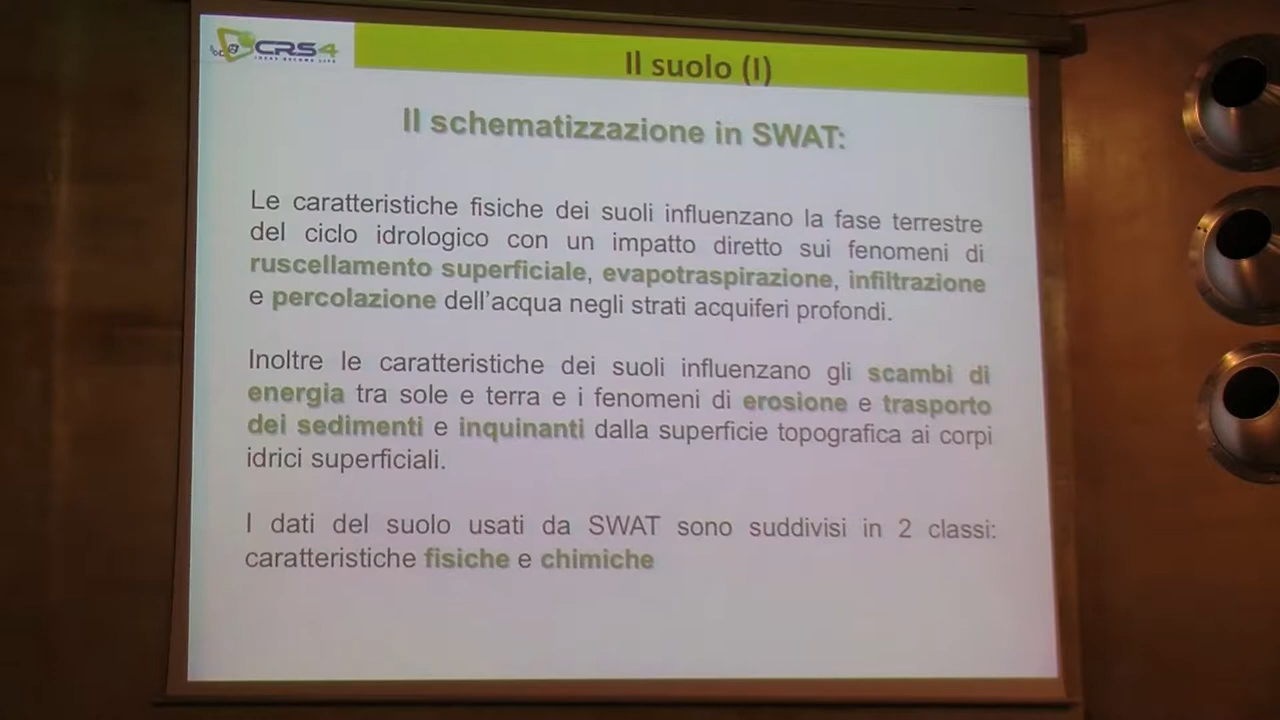 CRS4
Il suolo (I)
Il schematizzazione in SWAT:
Le caratteristiche fisiche dei suoli influenzano la fase terrestre
del ciclo idrologico con un impatto diretto sui fenomeni di
ruscellamento superficiale, evapotraspirazione, infiltrazione
e percolazione dell'acqua negli strati acquiferi profondi.
Inoltre le caratteristiche dei suoli influenzano gli scambi di
energia tra sole e terra e i fenomeni di erosione e trasporto
dei sedimenti e inquinanti dalla superficie topografica ai corpi
idrici superficiali.
I dati del suolo usati da SWAT sono suddivisi in 2 classi:
caratteristiche fisiche e chimiche